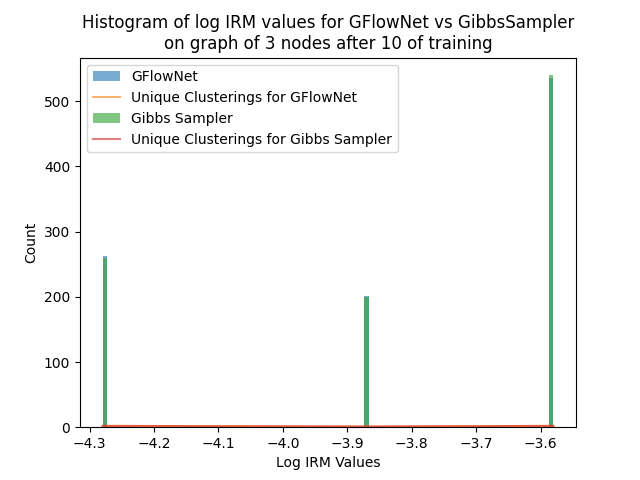 Histogram of log IRM values for GFlowNet vs GibbsSampler
on graph of 3 nodes after 10 of training
GFlowNet
Unique Clusterings for GFlowNet
Gibbs Sampler
Unique Clusterings for Gibbs Sampler
Count
500
400
300
200
100
0
−4.3 −4.2 −4.1 −4.0 −3.9 −3.8 −3.7 −3.6
Log IRM Values